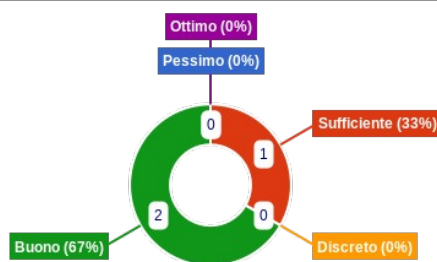 Ottimo (0%)
Pessimo (0%)
0
Sufficiente (33%)
1
2
0
Buono (67%)
Discreto (0%)